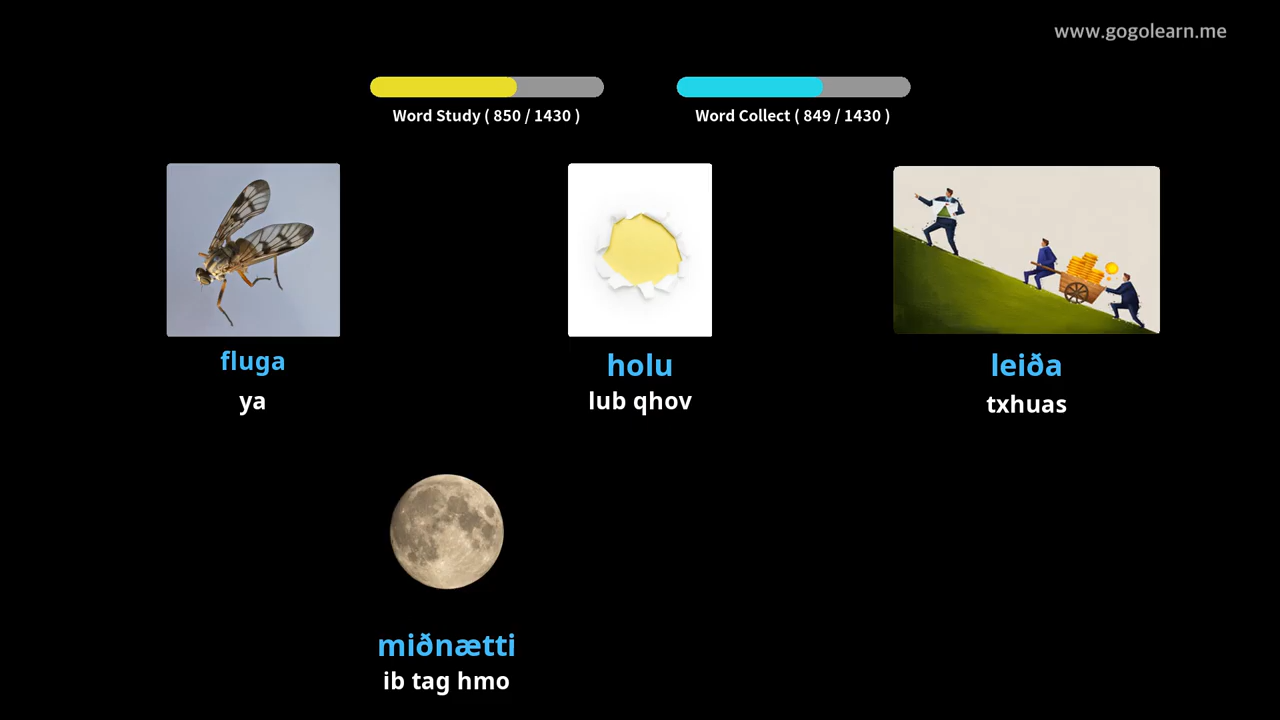 www.gogolearn.me
Word Study ( 850 / 1430 )
Word Collect ( 849 / 1430 )
fluga
ya
holu
lub qhov
leiða
txhuas
miðnætti
ib tag hmo